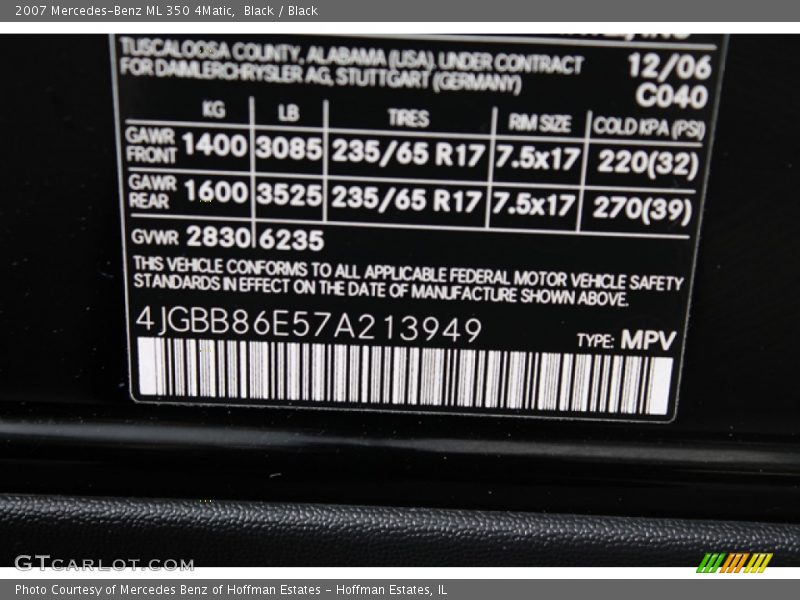 2007 Mercedes-Benz ML 350 4Matic,  Black / Black
TUSCALOOSA COUNTY, ALABAMA (USA) UNDER CONTRACT
FOR DAIMLERCHRYSLER AG, STUTTGART (GERMANY)
12/06
C040
KG LB TIRES RIM SIZE COLD KPA (PSI)
GAWR FRONT 1400 3085 235/65 R17 7.5x17 220(32)
GAWR REAR 1600 3525 235/65 R17 7.5x17 270(39)
GVWR 2830 6235
THIS VEHICLE CONFORMS TO ALL APPLICABLE FEDERAL MOTOR VEHICLE SAFETY
STANDARDS IN EFFECT ON THE DATE OF MANUFACTURE SHOWN ABOVE.
4JGBB86E57A213949
TYPE: MPV
GTCARLOT.COM
Photo Courtesy of Mercedes Benz of Hoffman Estates - Hoffman Estates, IL